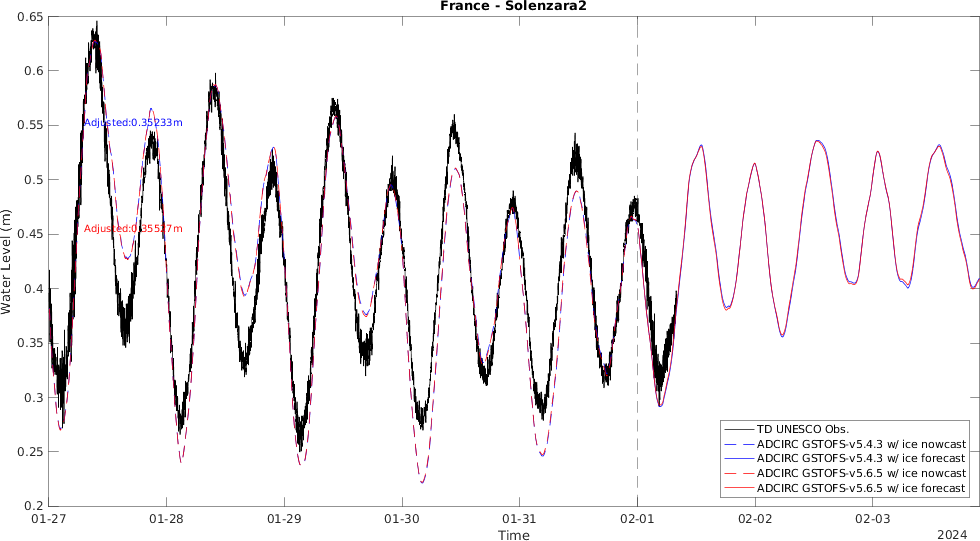 France - Solenzara2
0.65
0.6
0.55
0.5
0.45
0.4
0.35
0.3
0.25
0.2
Water Level (m)
Adjusted:0.35233m
Adjusted:0.35527m
TD UNESCO Obs.
ADCIRC GSTOFS-v5.4.3 w/ ice nowcast
ADCIRC GSTOFS-v5.4.3 w/ ice forecast
ADCIRC GSTOFS-v5.6.5 w/ ice nowcast
ADCIRC GSTOFS-v5.6.5 w/ ice forecast
01-27 01-28 01-29 01-30 01-31 02-01 02-02 02-03
Time
2024